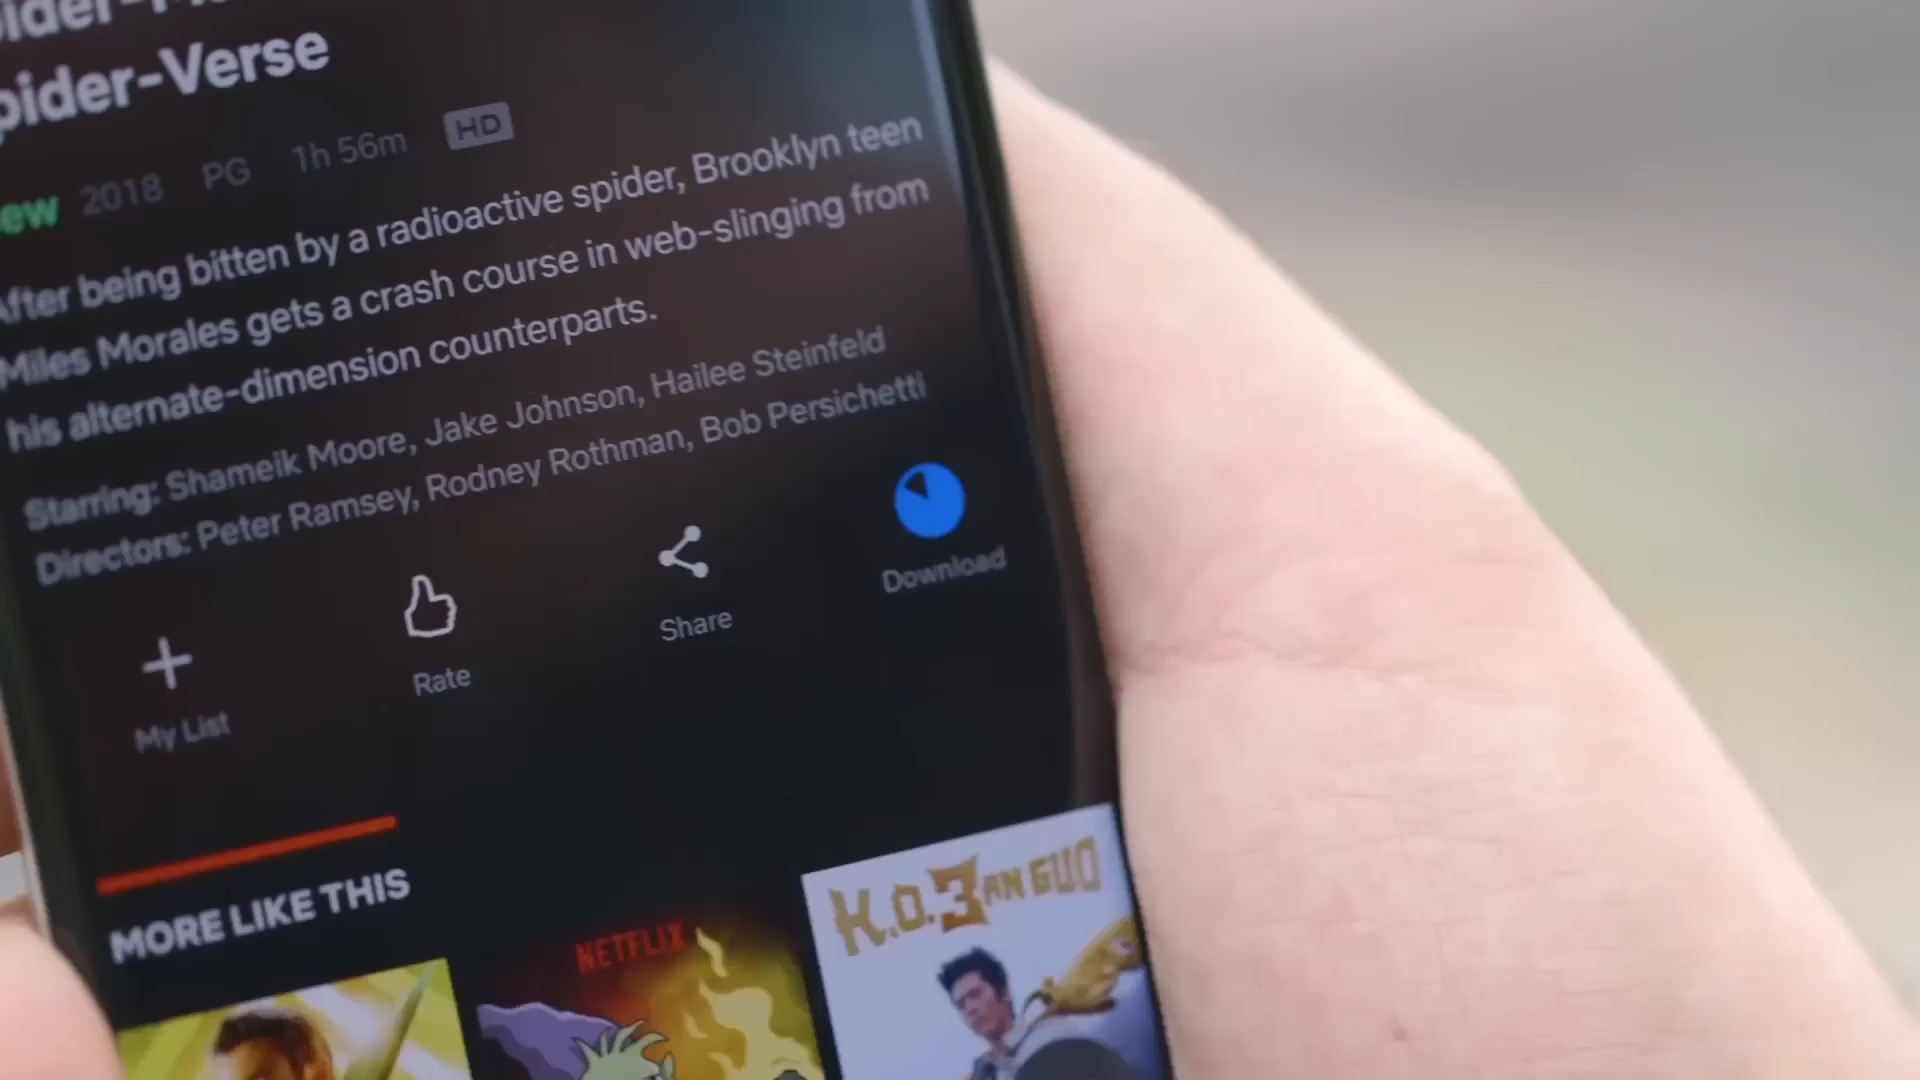 Spider-Verse
2018 PG 1h 56m HD
After being bitten by a radioactive spider, Brooklyn teen
Miles Morales gets a crash course in web-slinging from
his alternate-dimension counterparts.
Starring: Shameik Moore, Jake Johnson, Hailee Steinfeld
Directors: Peter Ramsey, Rodney Rothman, Bob Persichetti
My List
Rate
Share
Download
MORE LIKE THIS
NETFLIX
K.O.3AN GUO